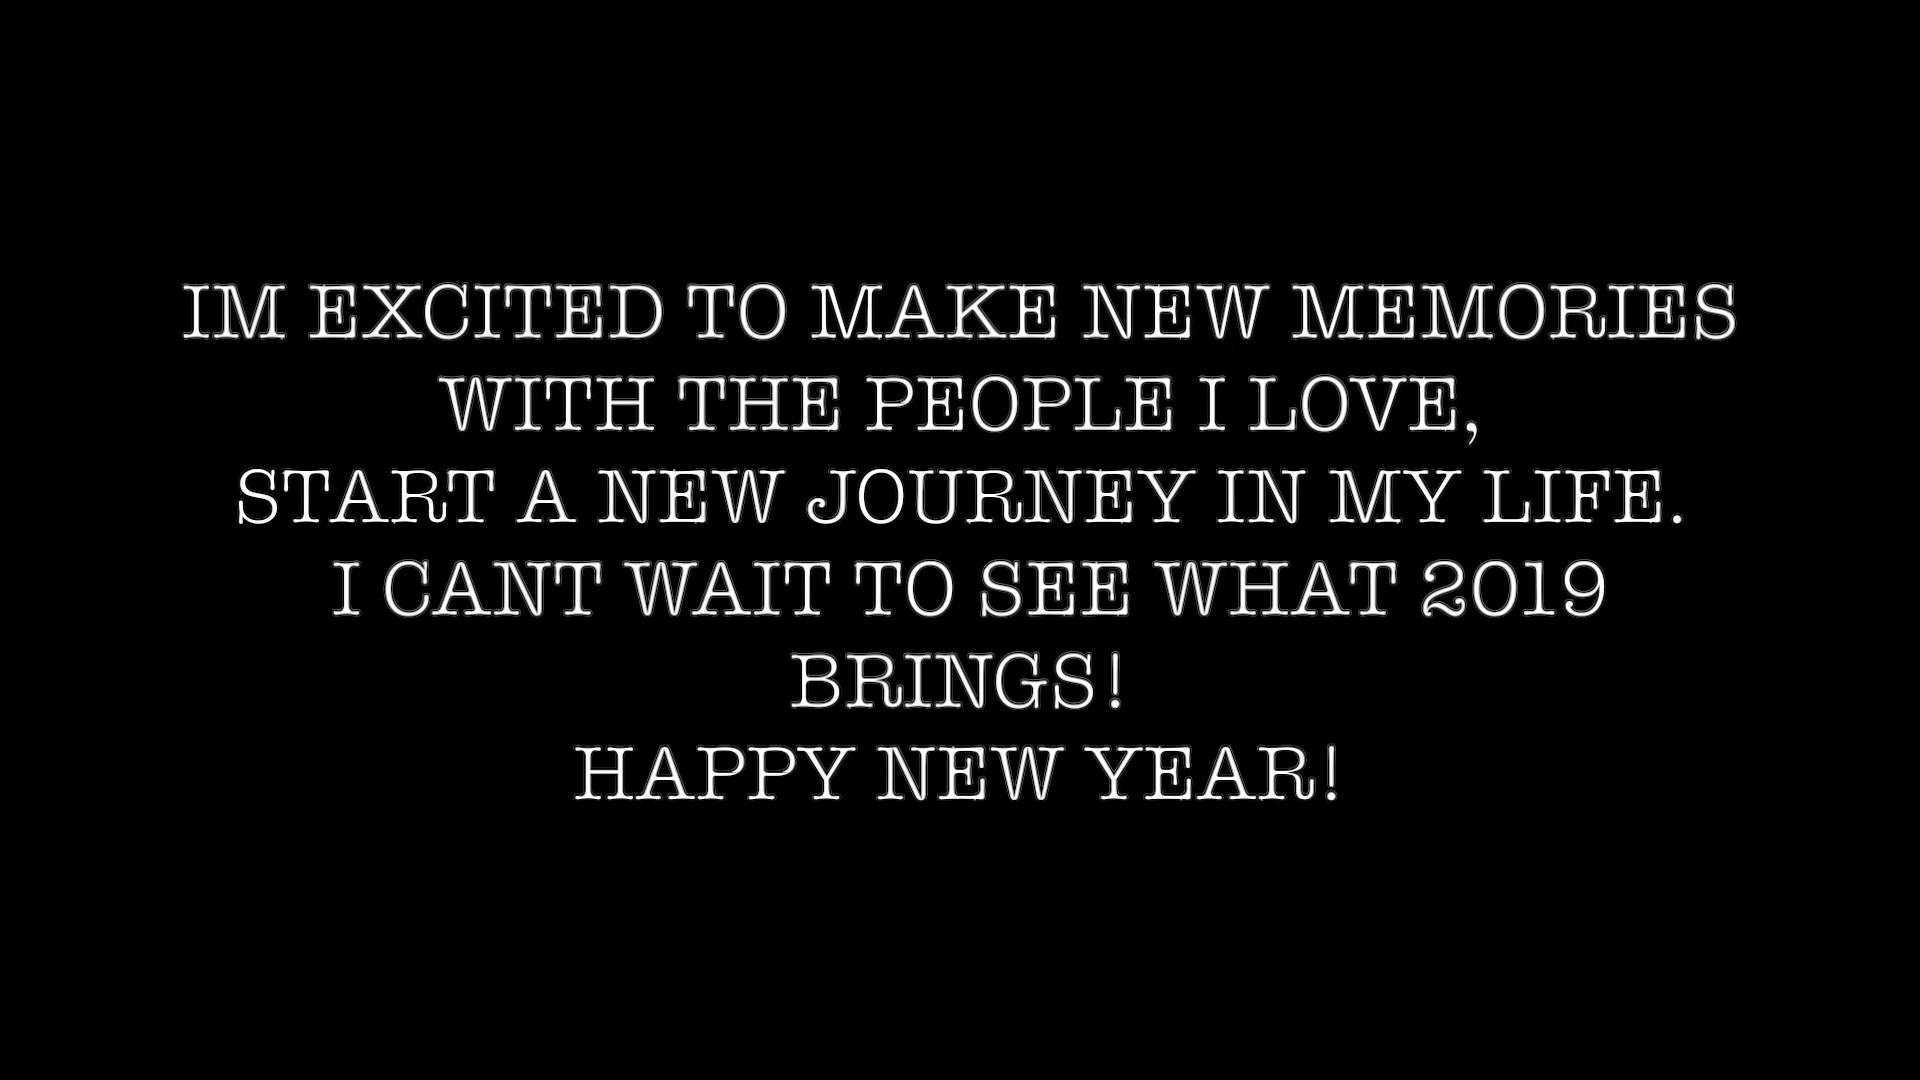 IM EXCITED TO MAKE NEW MEMORIES
WITH THE PEOPLE I LOVE,
START A NEW JOURNEY IN MY LIFE.
I CANT WAIT TO SEE WHAT 2019
BRINGS!
HAPPY NEW YEAR!